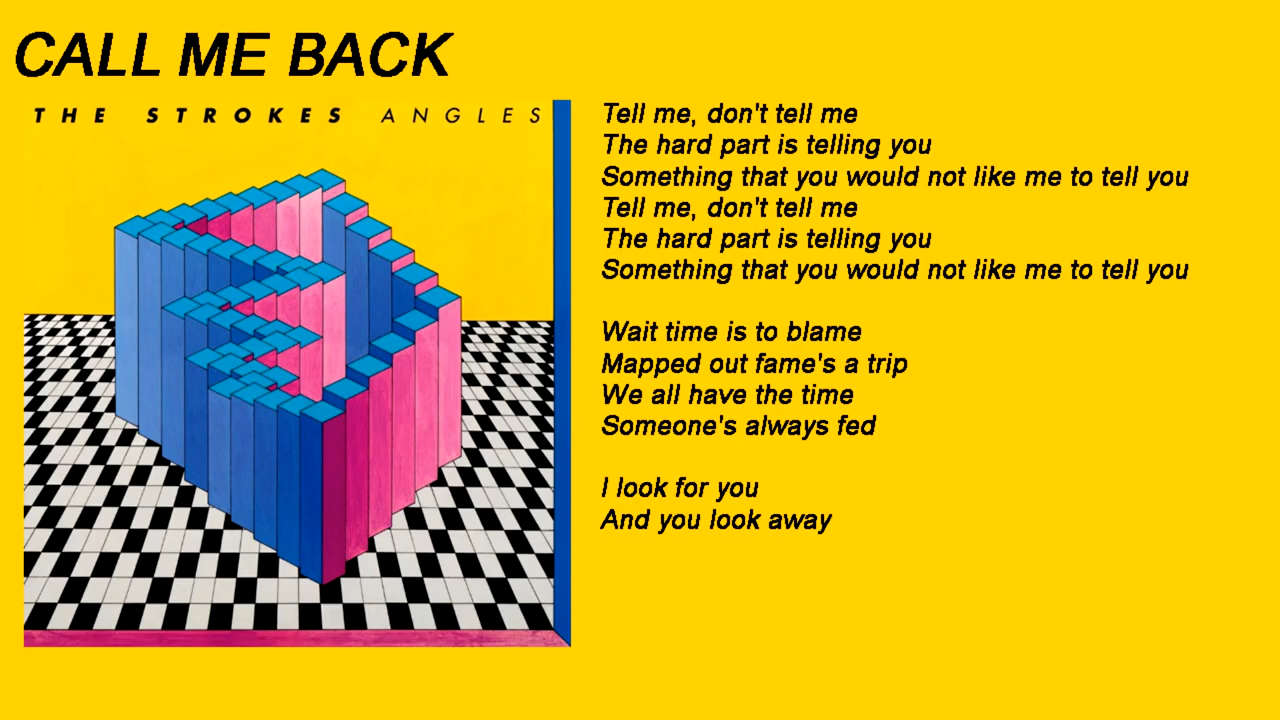 CALL ME BACK
THE STROKES ANGLES
Tell me, don't tell me
The hard part is telling you
Something that you would not like me to tell you
Tell me, don't tell me
The hard part is telling you
Something that you would not like me to tell you
Wait time is to blame
Mapped out fame's a trip
We all have the time
Someone's always fed
I look for you
And you look away